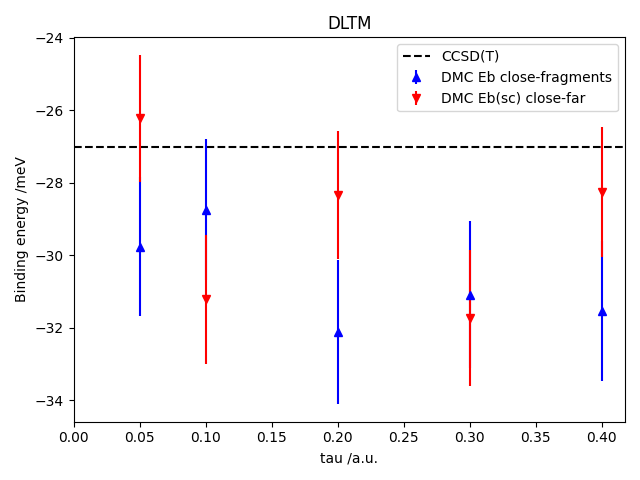 DLTM
CCSD(T)
DMC Eb close-fragments
DMC Eb(sc) close-far
Binding energy /meV
−24
−26
−28
−30
−32
−34
0.00 0.05 0.10 0.15 0.20 0.25 0.30 0.35 0.40
tau /a.u.